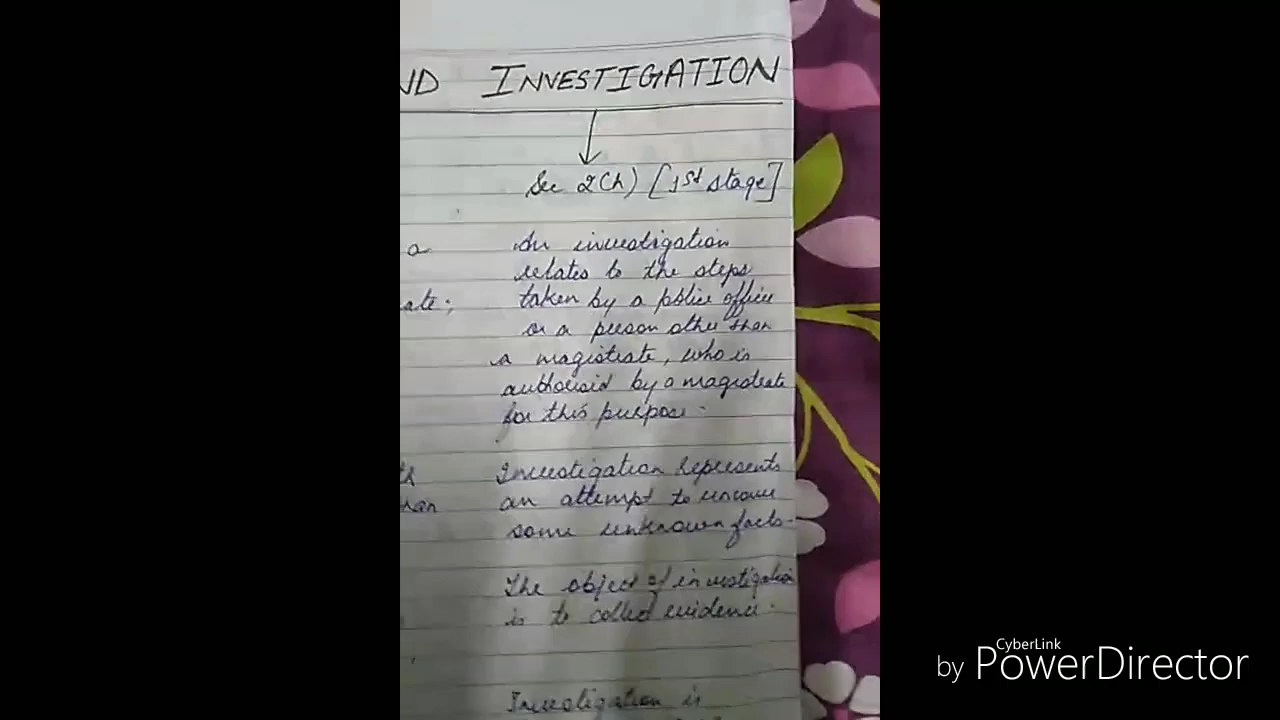 ND INVESTIGATION
Sec 2(h) [1st stage]
a
An investigation
relates to the steps
ate; taken by a police officer
or a person other than
a magistrate, who is
authorised by a magistrate
for this purpose.
Investigation represents
han an attempt to uncover
some unknown facts.
The object of investigation
is to collect evidence.
Investigation is
CyberLink
by PowerDirector